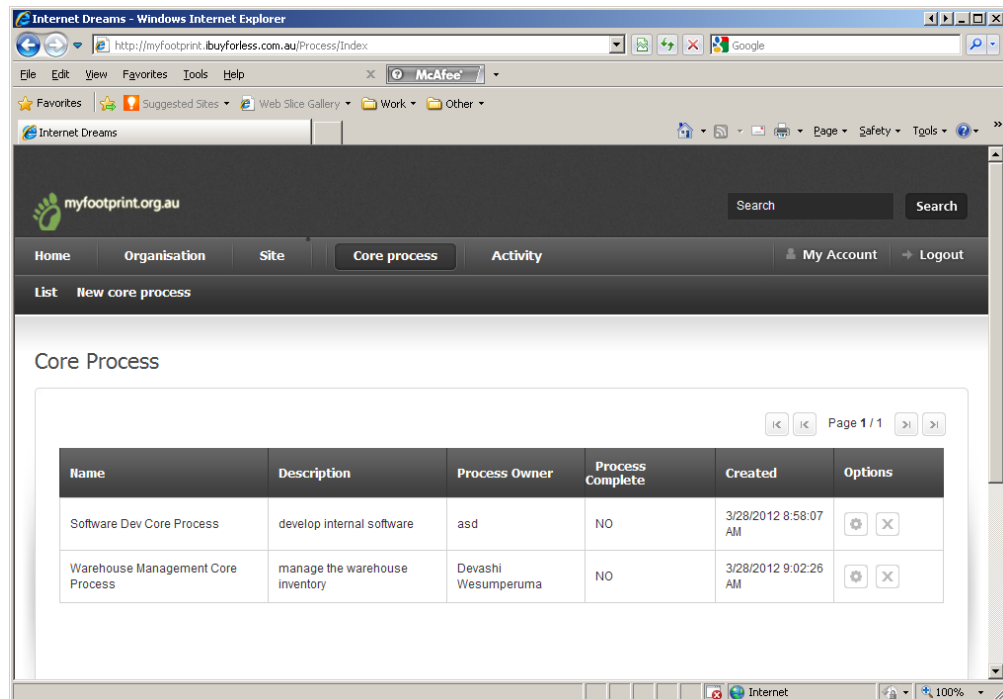 Internet Dreams - Windows Internet Explorer
http://myfootprint.ibuyforless.com.au/Process/Index
Google
File Edit View Favorites Tools Help
x McAfee
Favorites Suggested Sites Web Slice Gallery Work Other
Internet Dreams
Page Safety Tools »
myfootprint.org.au
Search Search
Home Organisation Site Core process Activity My Account Logout
List New core process
Core Process
Page 1 / 1
Name Description Process Owner Process Complete Created Options
Software Dev Core Process develop internal software asd NO 3/28/2012 8:58:07
AM
Warehouse Management Core manage the warehouse Devashi NO 3/28/2012 9:02:26
Process inventory Wesumperuma AM
Internet 100%